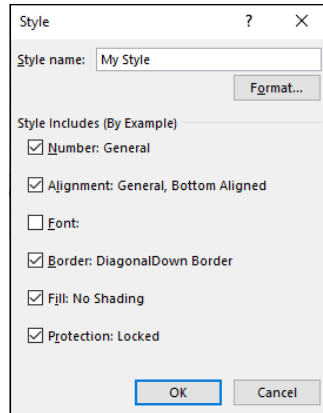 Style ? ×
Style name: My Style
Format...
Style Includes (By Example)
Number: General
Alignment: General, Bottom Aligned
Font:
Border: DiagonalDown Border
Fill: No Shading
Protection: Locked
OK Cancel